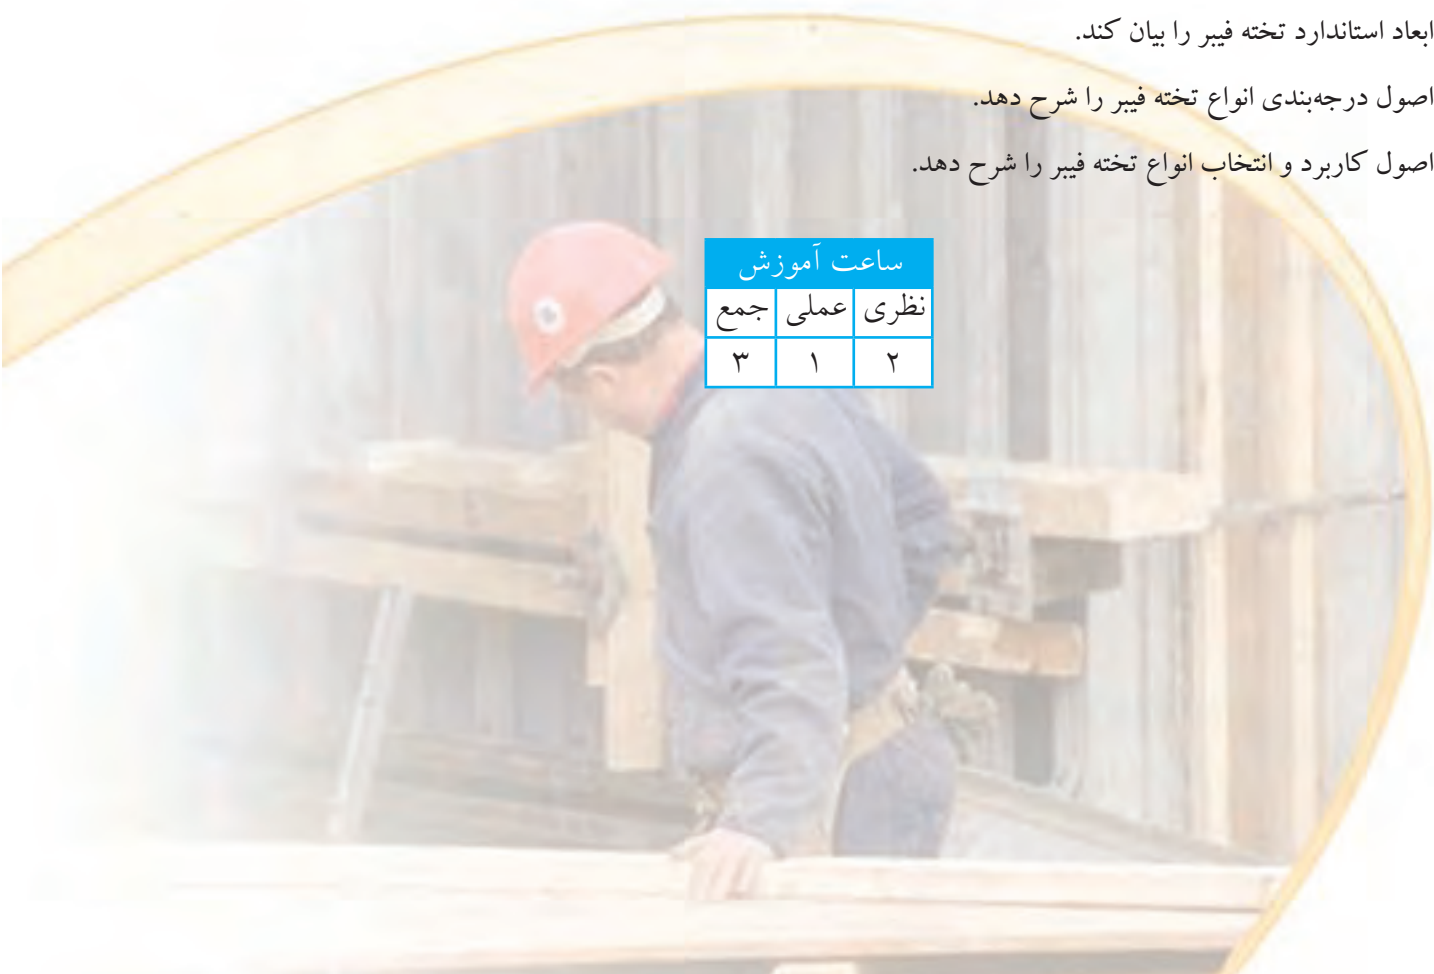 ابعاد استاندارد تخته فیبر را بیان کند.
اصول درجه‌بندی انواع تخته فیبر را شرح دهد.
اصول کاربرد و انتخاب انواع تخته فیبر را شرح دهد.
ساعت آموزش
نظری عملی جمع
۲ ۱ ۳